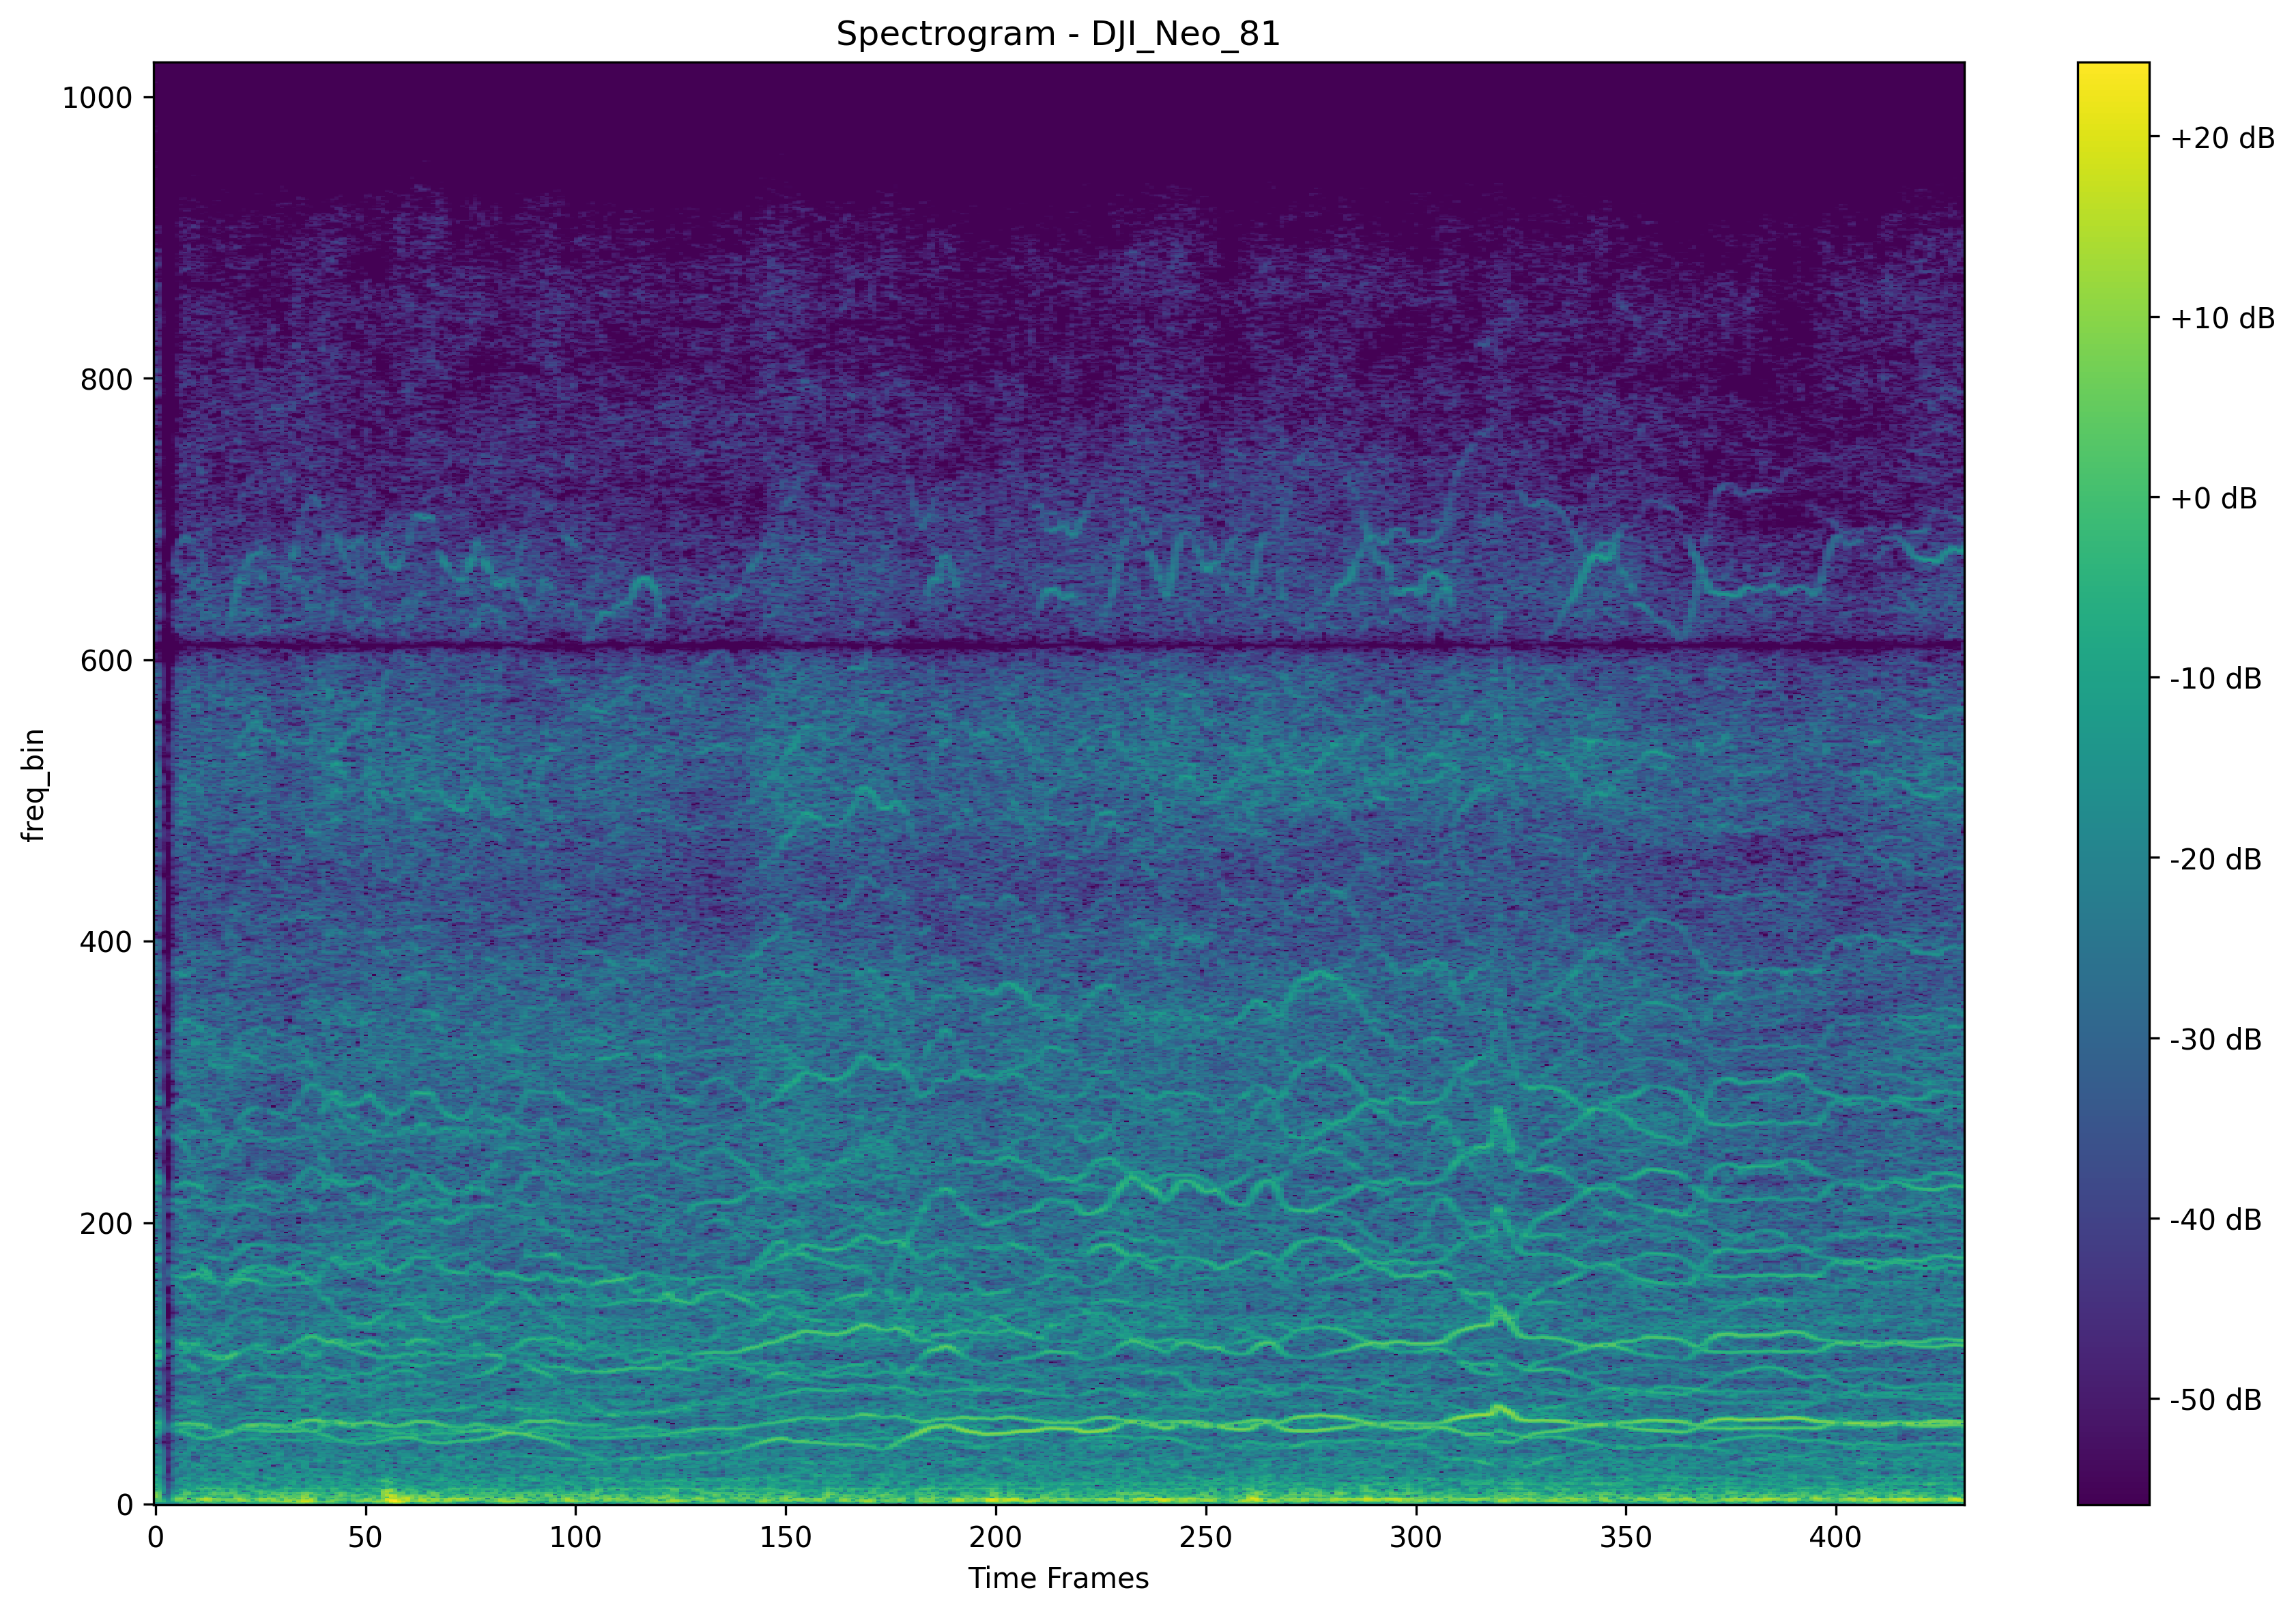 Spectrogram - DJI_Neo_81
1000
800
600
400
200
0
freq_bin
0 50 100 150 200 250 300 350 400
Time Frames
+20 dB
+10 dB
+0 dB
-10 dB
-20 dB
-30 dB
-40 dB
-50 dB